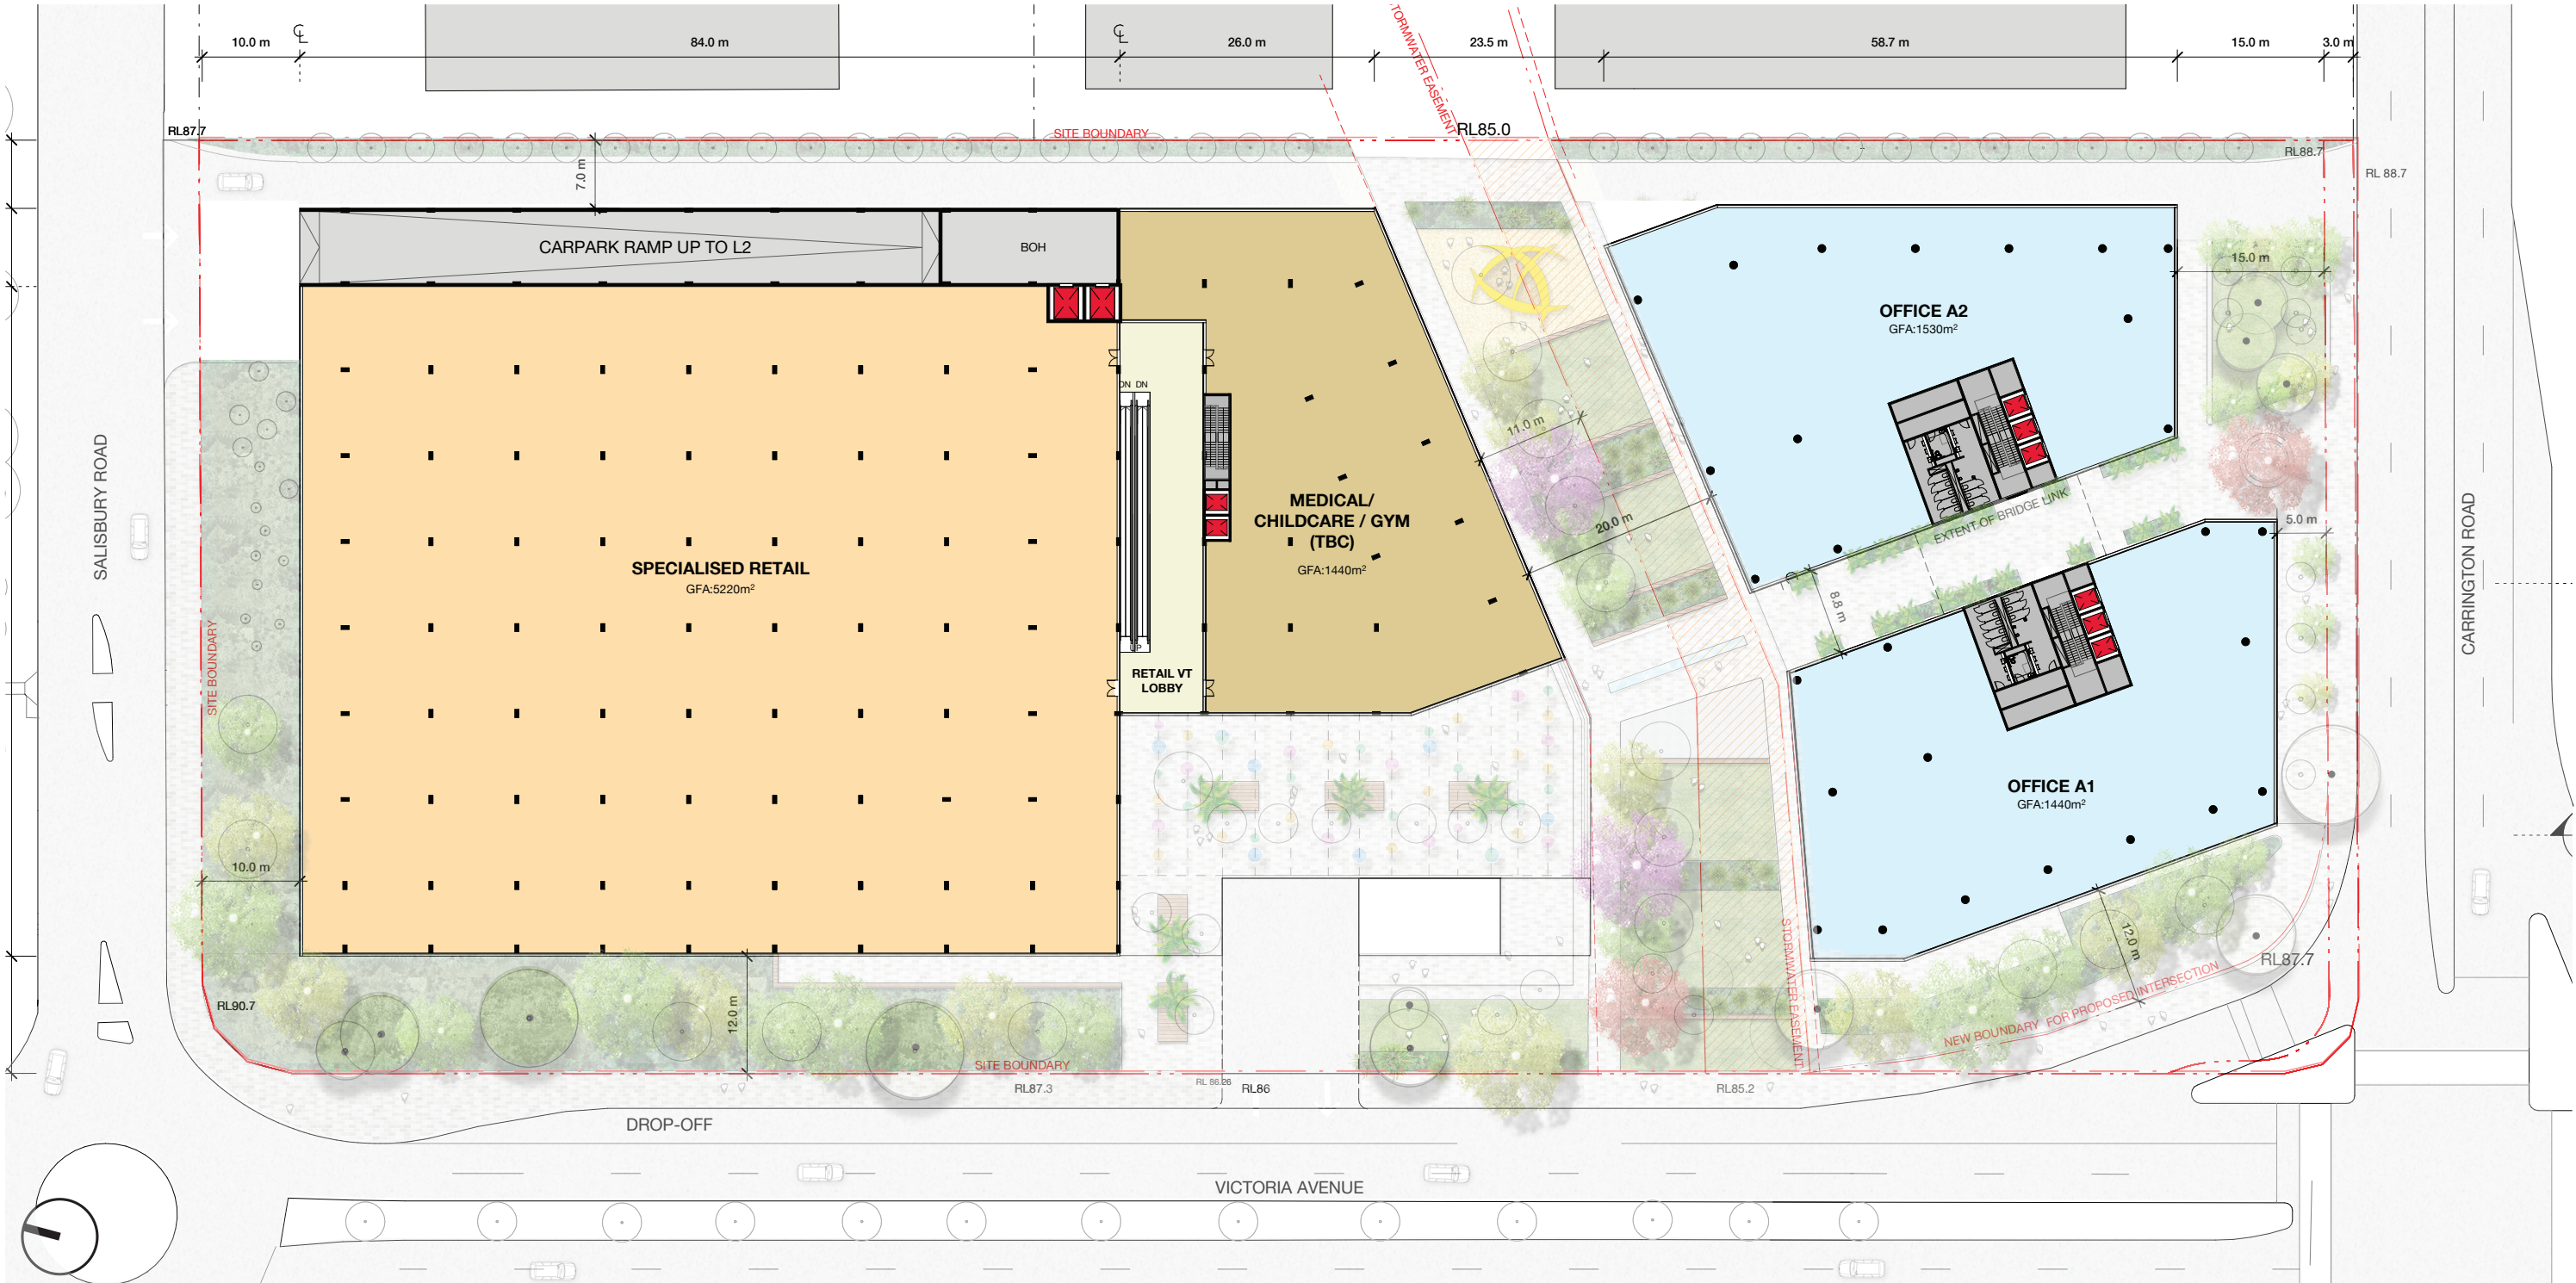 10.0 m
84.0 m
26.0 m
23.5 m
58.7 m
15.0 m
3.0 m
STORMWATER EASEMENT
RL87.7
SITE BOUNDARY
RL85.0
RL88.7
RL 88.7
7.0 m
CARPARK RAMP UP TO L2
BOH
15.0 m
OFFICE A2
GFA:1530m²
DN DN
11.0 m
20.0 m
MEDICAL/
CHILDCARE / GYM
(TBC)
GFA:1440m²
EXTENT OF BRIDGE LINK
5.0 m
SALISBURY ROAD
CARRINGTON ROAD
SPECIALISED RETAIL
GFA:5220m²
8.8 m
UP
RETAIL VT
LOBBY
SITE BOUNDARY
OFFICE A1
GFA:1440m²
10.0 m
12.0 m
12.0 m
STORMWATER EASEMENT
RL87.7
NEW BOUNDARY FOR PROPOSED INTERSECTION
RL90.7
SITE BOUNDARY
RL87.3
RL 86.26
RL86
RL85.2
DROP-OFF
VICTORIA AVENUE